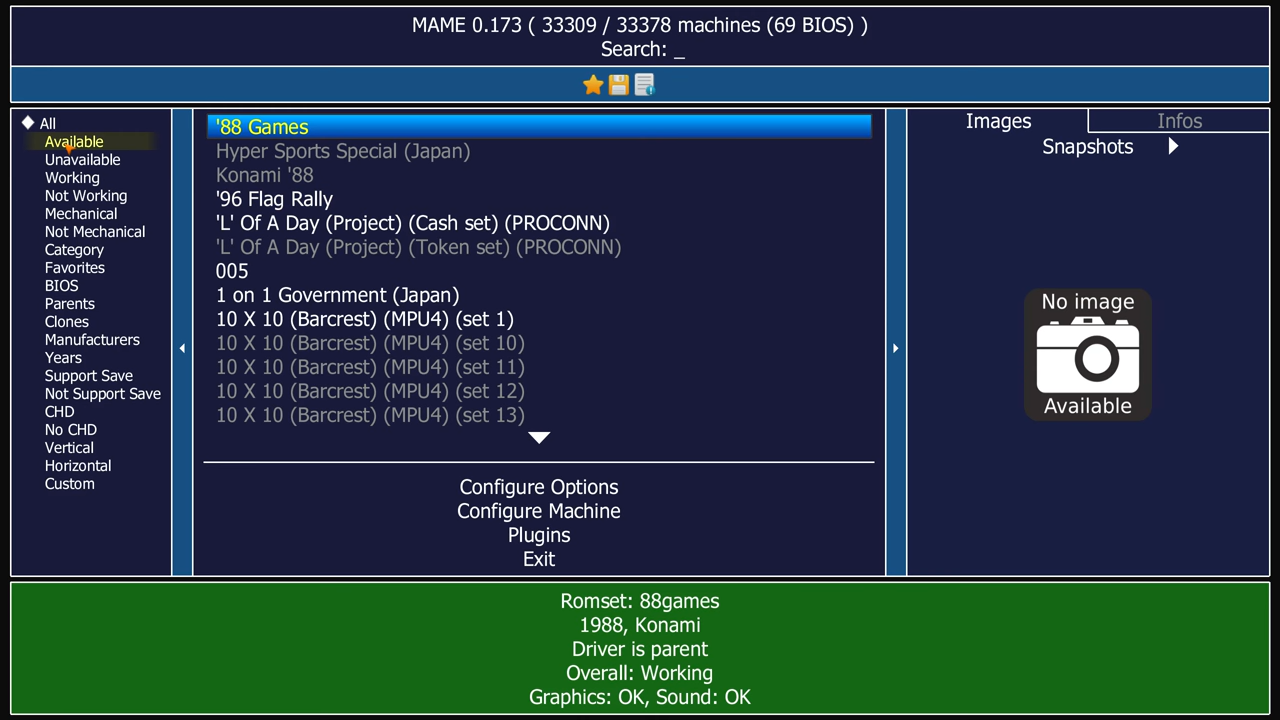 MAME 0.173 ( 33309 / 33378 machines (69 BIOS) )
Search: _
All
Available
Unavailable
Working
Not Working
Mechanical
Not Mechanical
Category
Favorites
BIOS
Parents
Clones
Manufacturers
Years
Support Save
Not Support Save
CHD
No CHD
Vertical
Horizontal
Custom
'88 Games
Hyper Sports Special (Japan)
Konami '88
'96 Flag Rally
'L' Of A Day (Project) (Cash set) (PROCONN)
'L' Of A Day (Project) (Token set) (PROCONN)
005
1 on 1 Government (Japan)
10 X 10 (Barcrest) (MPU4) (set 1)
10 X 10 (Barcrest) (MPU4) (set 10)
10 X 10 (Barcrest) (MPU4) (set 11)
10 X 10 (Barcrest) (MPU4) (set 12)
10 X 10 (Barcrest) (MPU4) (set 13)
Configure Options
Configure Machine
Plugins
Exit
Images
Infos
Snapshots
No image
Available
Romset: 88games
1988, Konami
Driver is parent
Overall: Working
Graphics: OK, Sound: OK